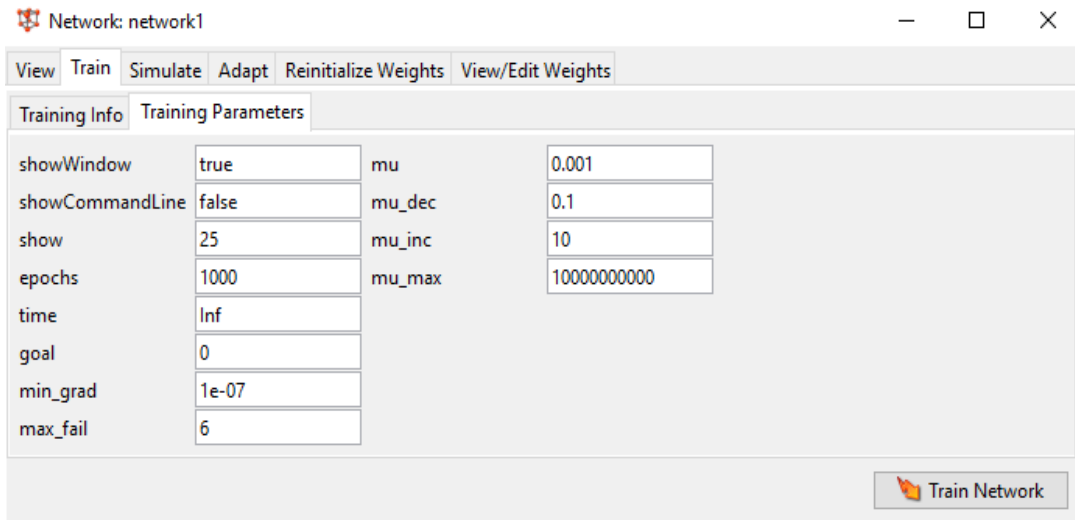 Network: network1
View Train Simulate Adapt Reinitialize Weights View/Edit Weights
Training Info Training Parameters
showWindow true mu 0.001
showCommandLine false mu_dec 0.1
show 25 mu_inc 10
epochs 1000 mu_max 10000000000
time Inf
goal 0
min_grad 1e-07
max_fail 6
Train Network